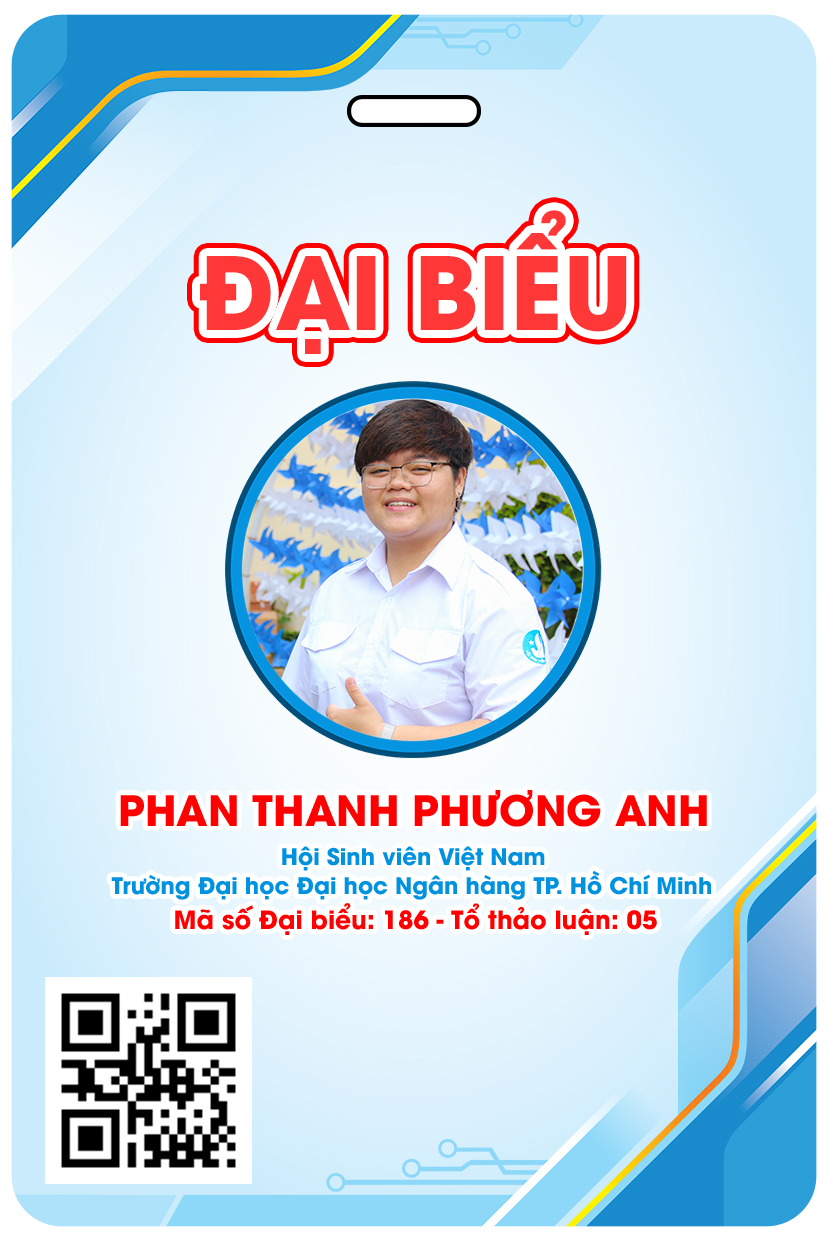 ĐẠI BIỂU
PHAN THANH PHƯƠNG ANH
Hội Sinh viên Việt Nam
Trường Đại học Đại học Ngân hàng TP. Hồ Chí Minh
Mã số Đại biểu: 186 - Tổ thảo luận: 05